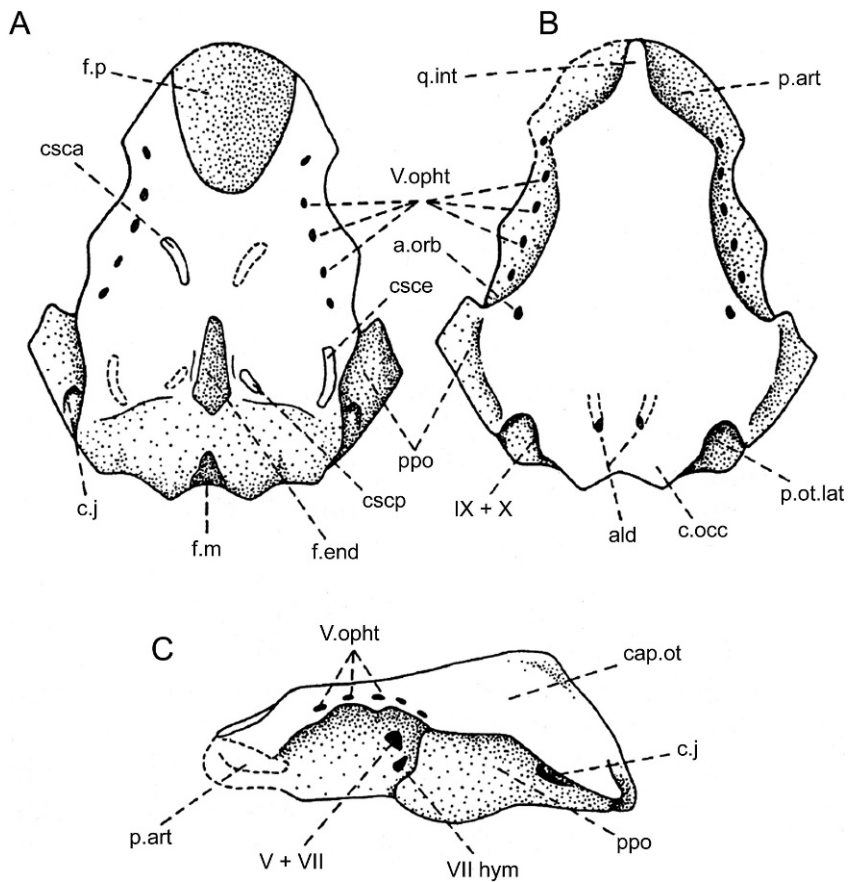 A
B
f.p
q.int
p.art
csca
V.opht
a.orb
csce
ppo
c.j
cscp
IX + X
p.ot.lat
ald
c.occ
f.m
f.end
C
V.opht
cap.ot
c.j
p.art
V + VII
VII hym
ppo